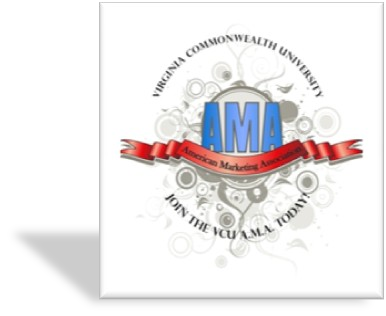 VIRGINIA COMMONWEALTH UNIVERSITY
AMA
American Marketing Association
JOIN THE VCU A.M.A. TODAY!